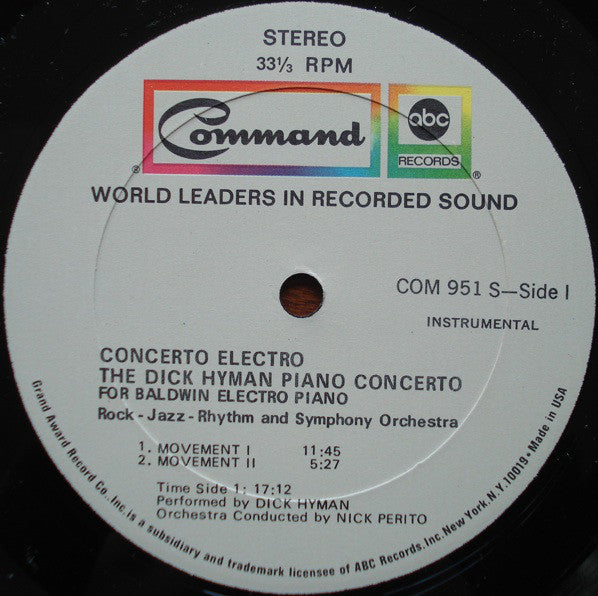 STEREO
33⅓ RPM
Command
abc
RECORDS
® ®
WORLD LEADERS IN RECORDED SOUND
COM 951 S—Side I
INSTRUMENTAL
CONCERTO ELECTRO
THE DICK HYMAN PIANO CONCERTO
FOR BALDWIN ELECTRO PIANO
Rock - Jazz - Rhythm and Symphony Orchestra
1. MOVEMENT I 11:45
2. MOVEMENT II 5:27
Time Side 1: 17:12
Performed by DICK HYMAN
Orchestra Conducted by NICK PERITO
Grand Award Record Co., Inc. is a subsidiary and trademark licensee of ABC Records, Inc. New York, N.Y. 10019 • Made in USA